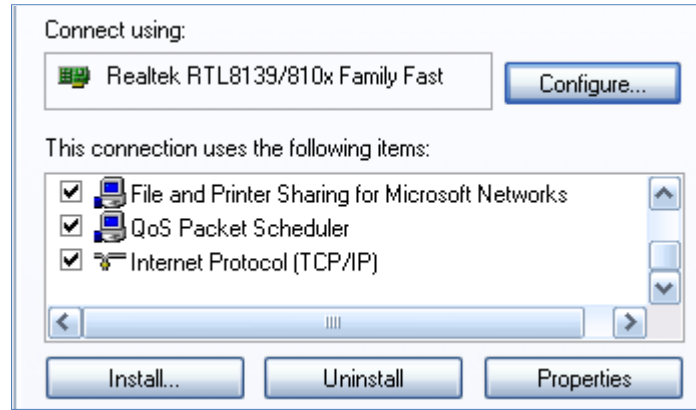 Connect using:
Realtek RTL8139/810x Family Fast
Configure...
This connection uses the following items:
File and Printer Sharing for Microsoft Networks
QoS Packet Scheduler
Internet Protocol (TCP/IP)
Install... Uninstall Properties